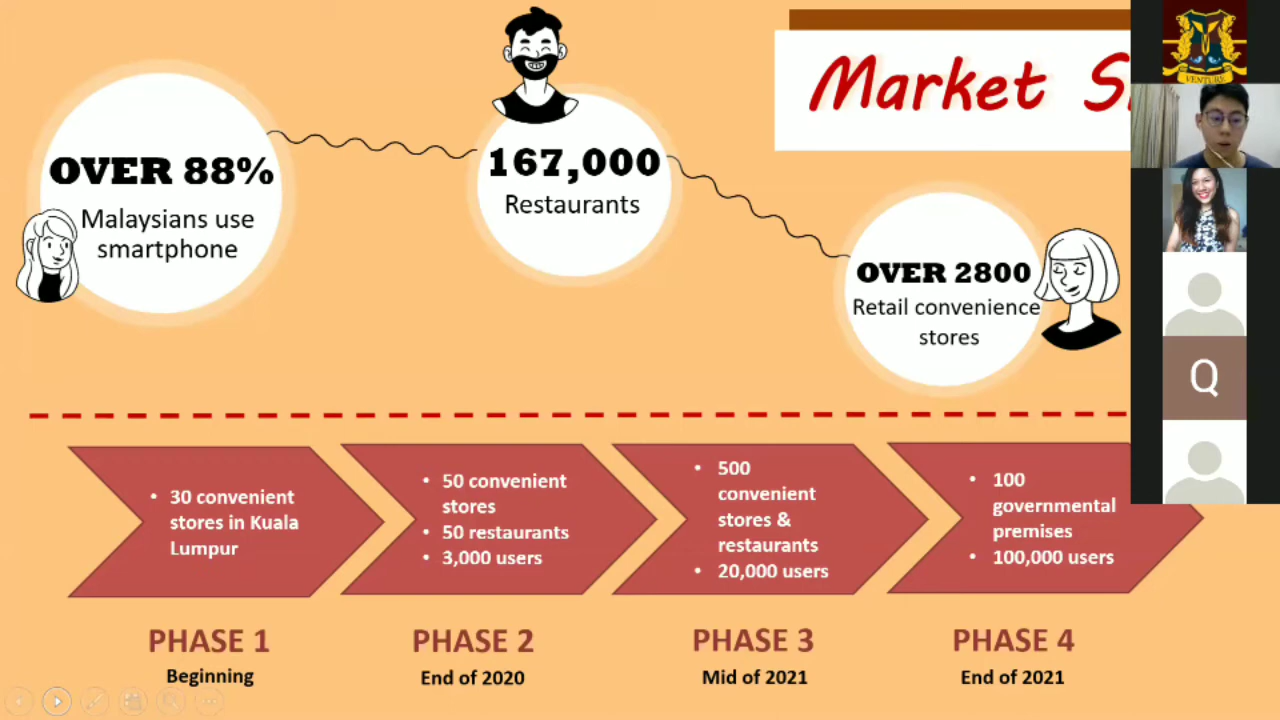 Market S
OVER 88%
Malaysians use
smartphone
167,000
Restaurants
OVER 2800
Retail convenience
stores
• 30 convenient
stores in Kuala
Lumpur
• 50 convenient
stores
• 50 restaurants
• 3,000 users
• 500
convenient
stores &
restaurants
• 20,000 users
• 100
governmental
premises
• 100,000 users
PHASE 1
Beginning
PHASE 2
End of 2020
PHASE 3
Mid of 2021
PHASE 4
End of 2021
VENTURE
Q